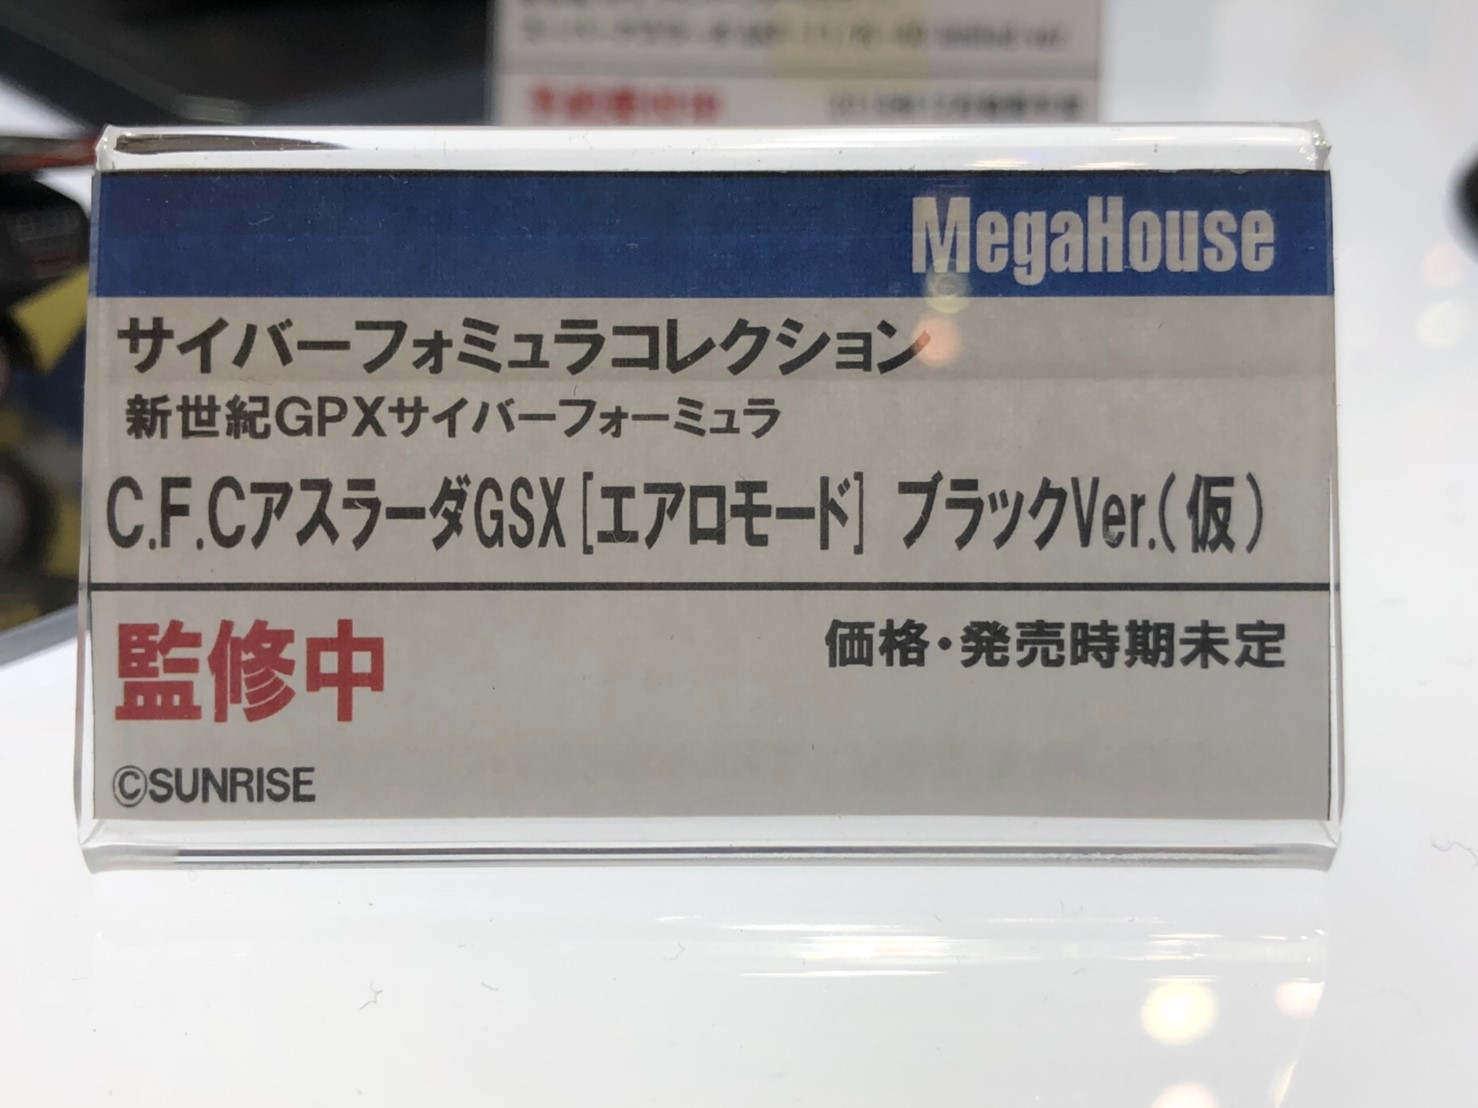 MegaHouse
サイバーフォミュラコレクション
新世紀GPXサイバーフォーミュラ
C.F.CアスラーダGSX[エアロモード] ブラックVer.(仮)
監修中
価格・発売時期未定
©SUNRISE